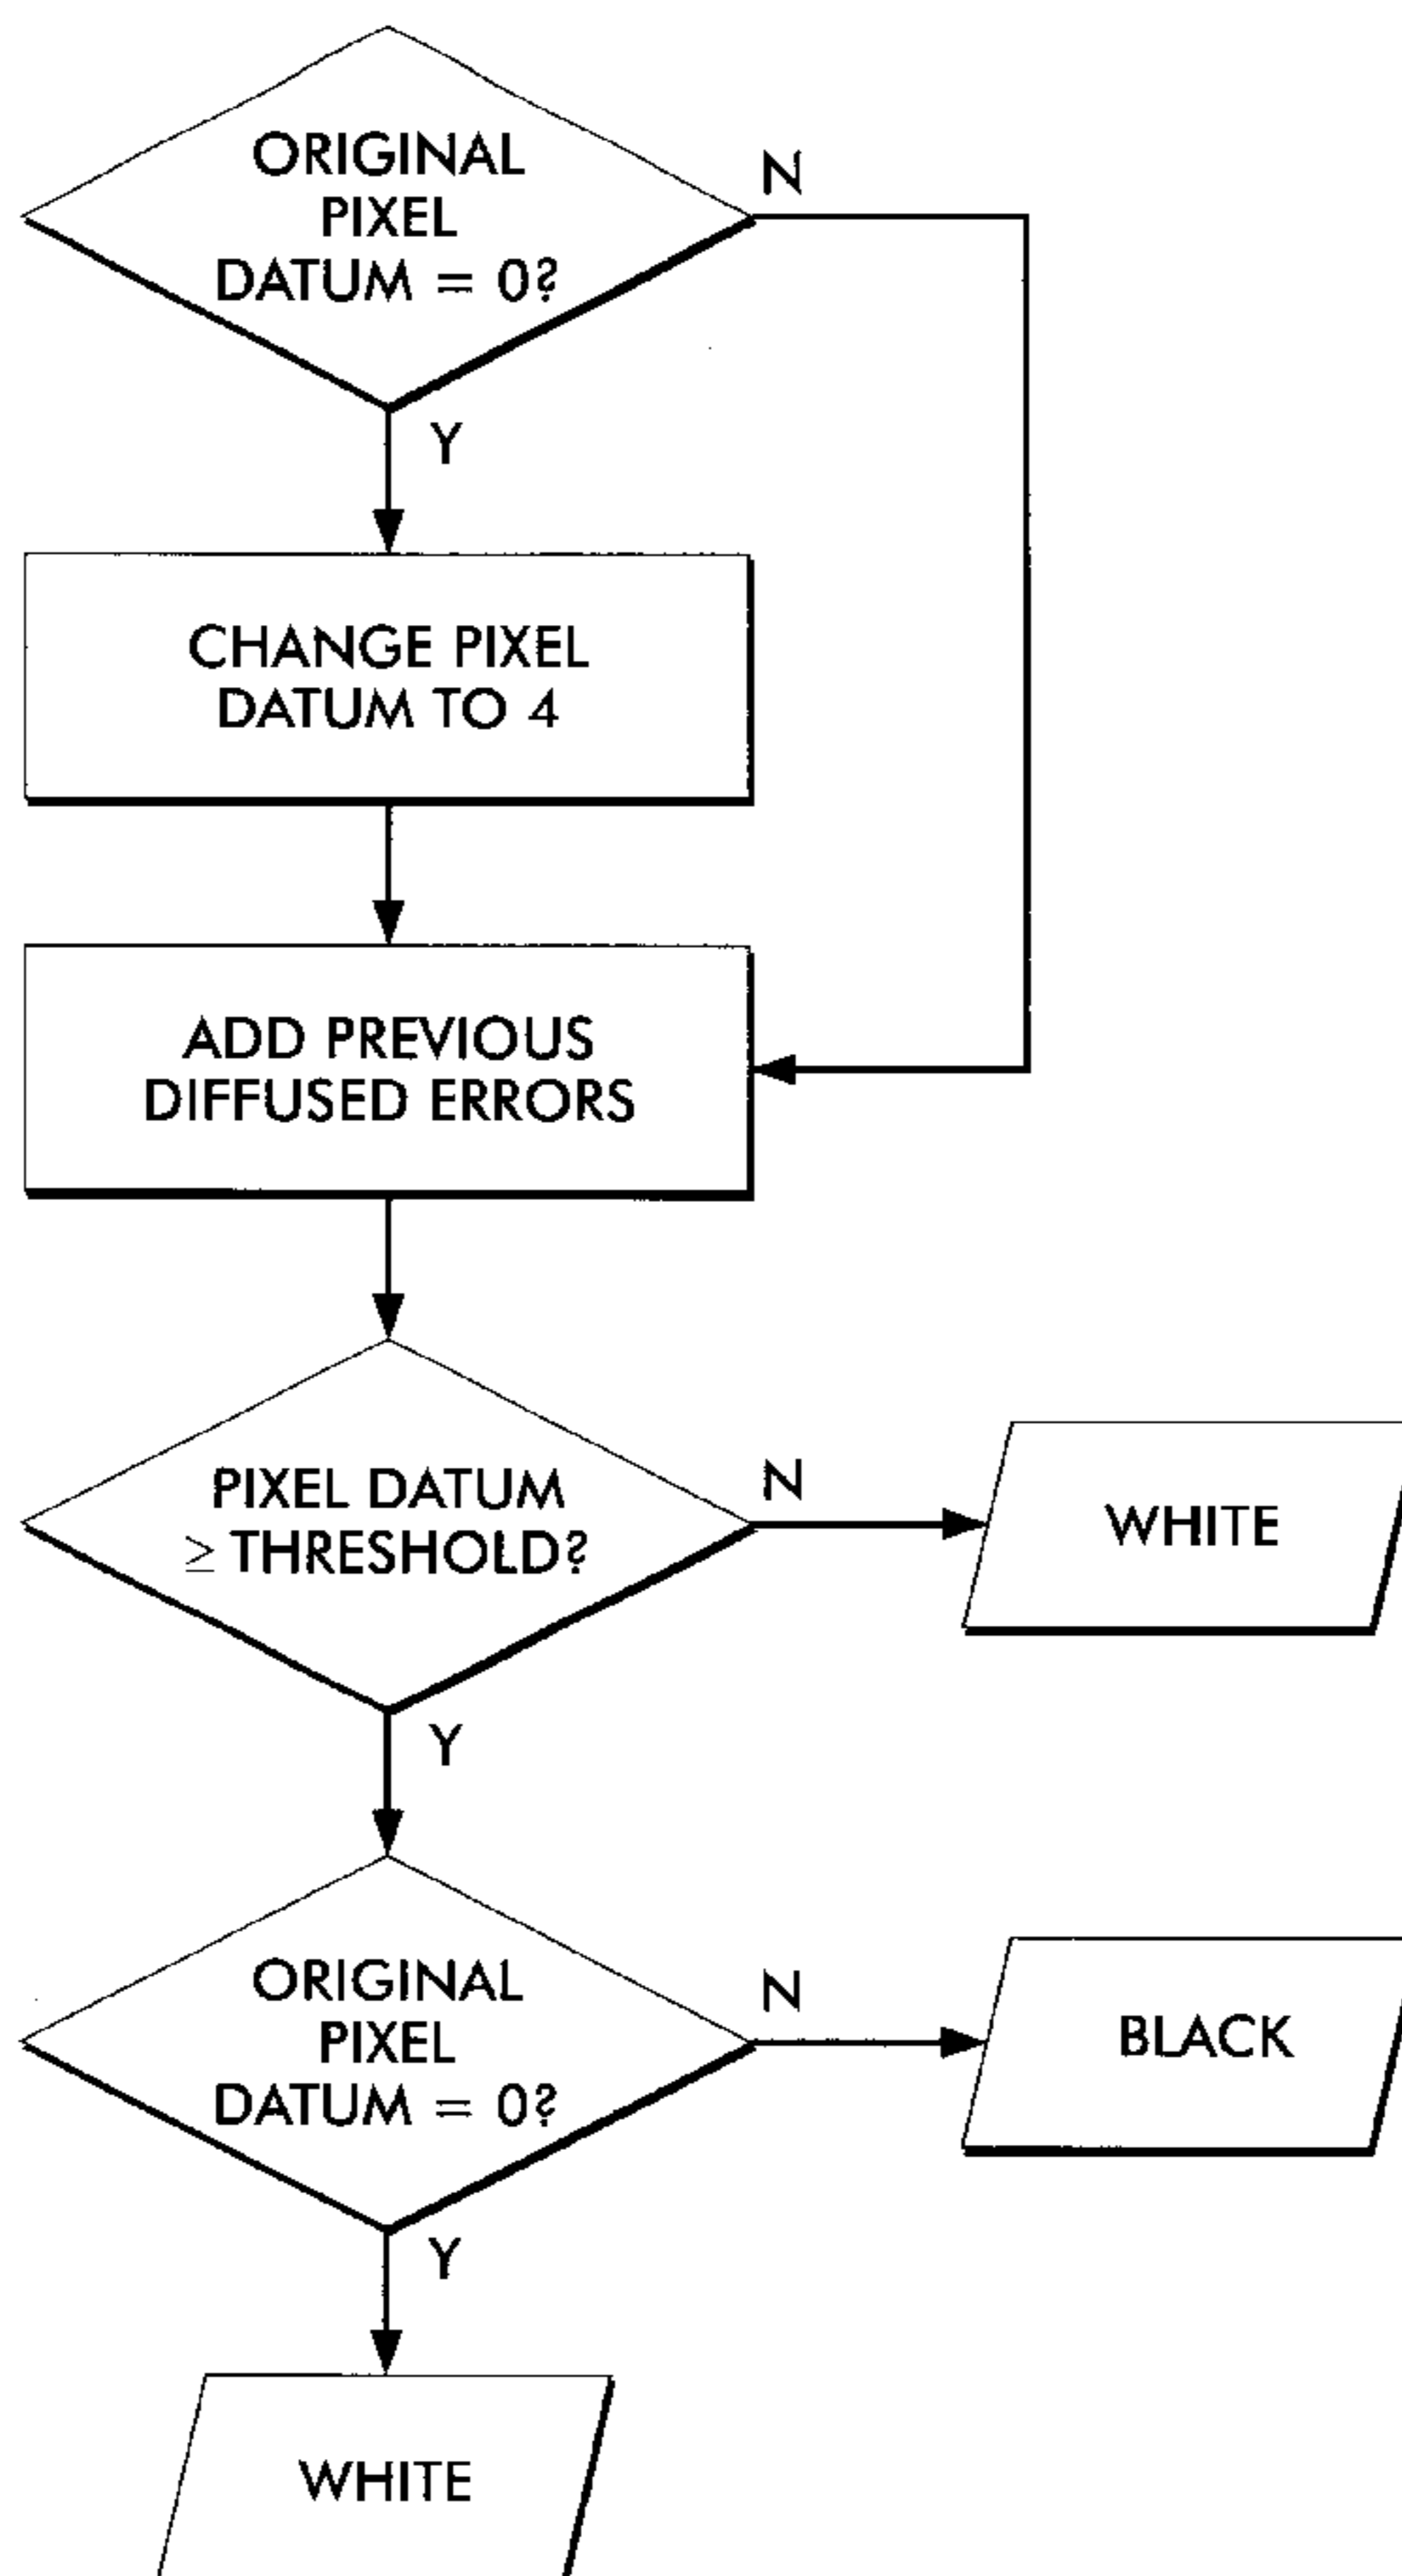 ORIGINAL
PIXEL
DATUM = 0?
N
Y
CHANGE PIXEL
DATUM TO 4
ADD PREVIOUS
DIFFUSED ERRORS
PIXEL DATUM
≥ THRESHOLD?
N
WHITE
Y
ORIGINAL
PIXEL
DATUM = 0?
N
BLACK
Y
WHITE